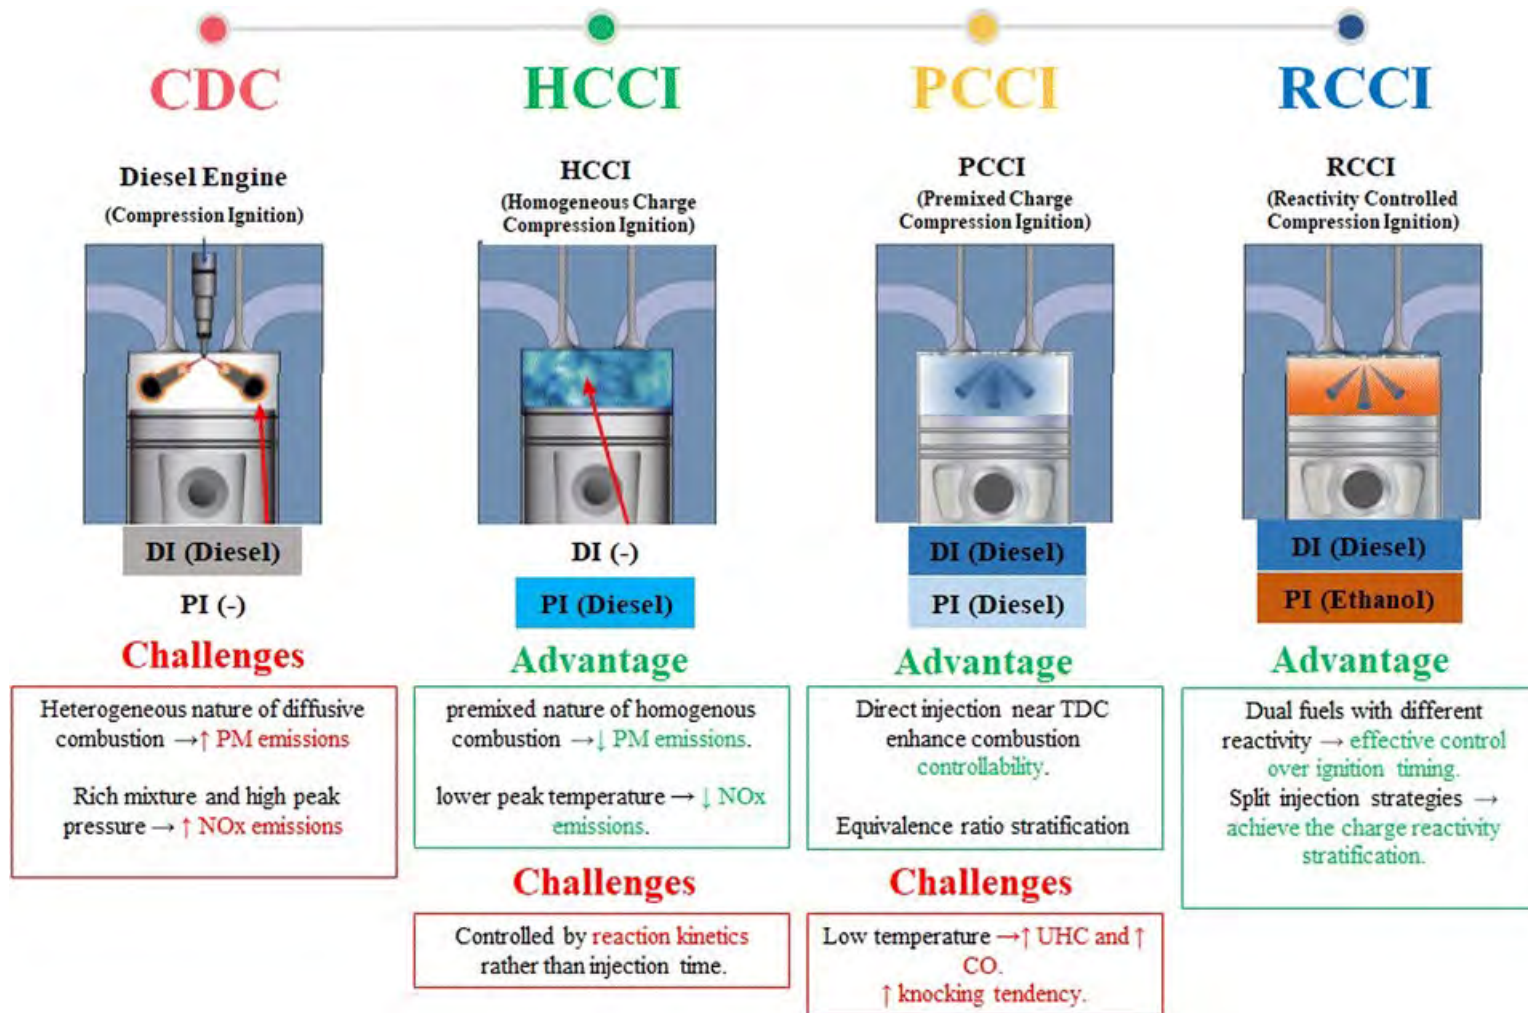 CDC
HCCI
PCCI
RCCI
Diesel Engine
(Compression Ignition)
DI (Diesel)
PI (-)
Challenges
Heterogeneous nature of diffusive
combustion →↑ PM emissions
Rich mixture and high peak
pressure → ↑ NOx emissions
HCCI
(Homogeneous Charge
Compression Ignition)
DI (-)
PI (Diesel)
Advantage
premixed nature of homogenous
combustion →↓ PM emissions.
lower peak temperature → ↓ NOx
emissions.
Challenges
Controlled by reaction kinetics
rather than injection time.
PCCI
(Premixed Charge
Compression Ignition)
DI (Diesel)
PI (Diesel)
Advantage
Direct injection near TDC
enhance combustion
controllability.
Equivalence ratio stratification
Challenges
Low temperature →↑ UHC and ↑
CO.
↑ knocking tendency.
RCCI
(Reactivity Controlled
Compression Ignition)
DI (Diesel)
PI (Ethanol)
Advantage
Dual fuels with different
reactivity → effective control
over ignition timing.
Split injection strategies →
achieve the charge reactivity
stratification.